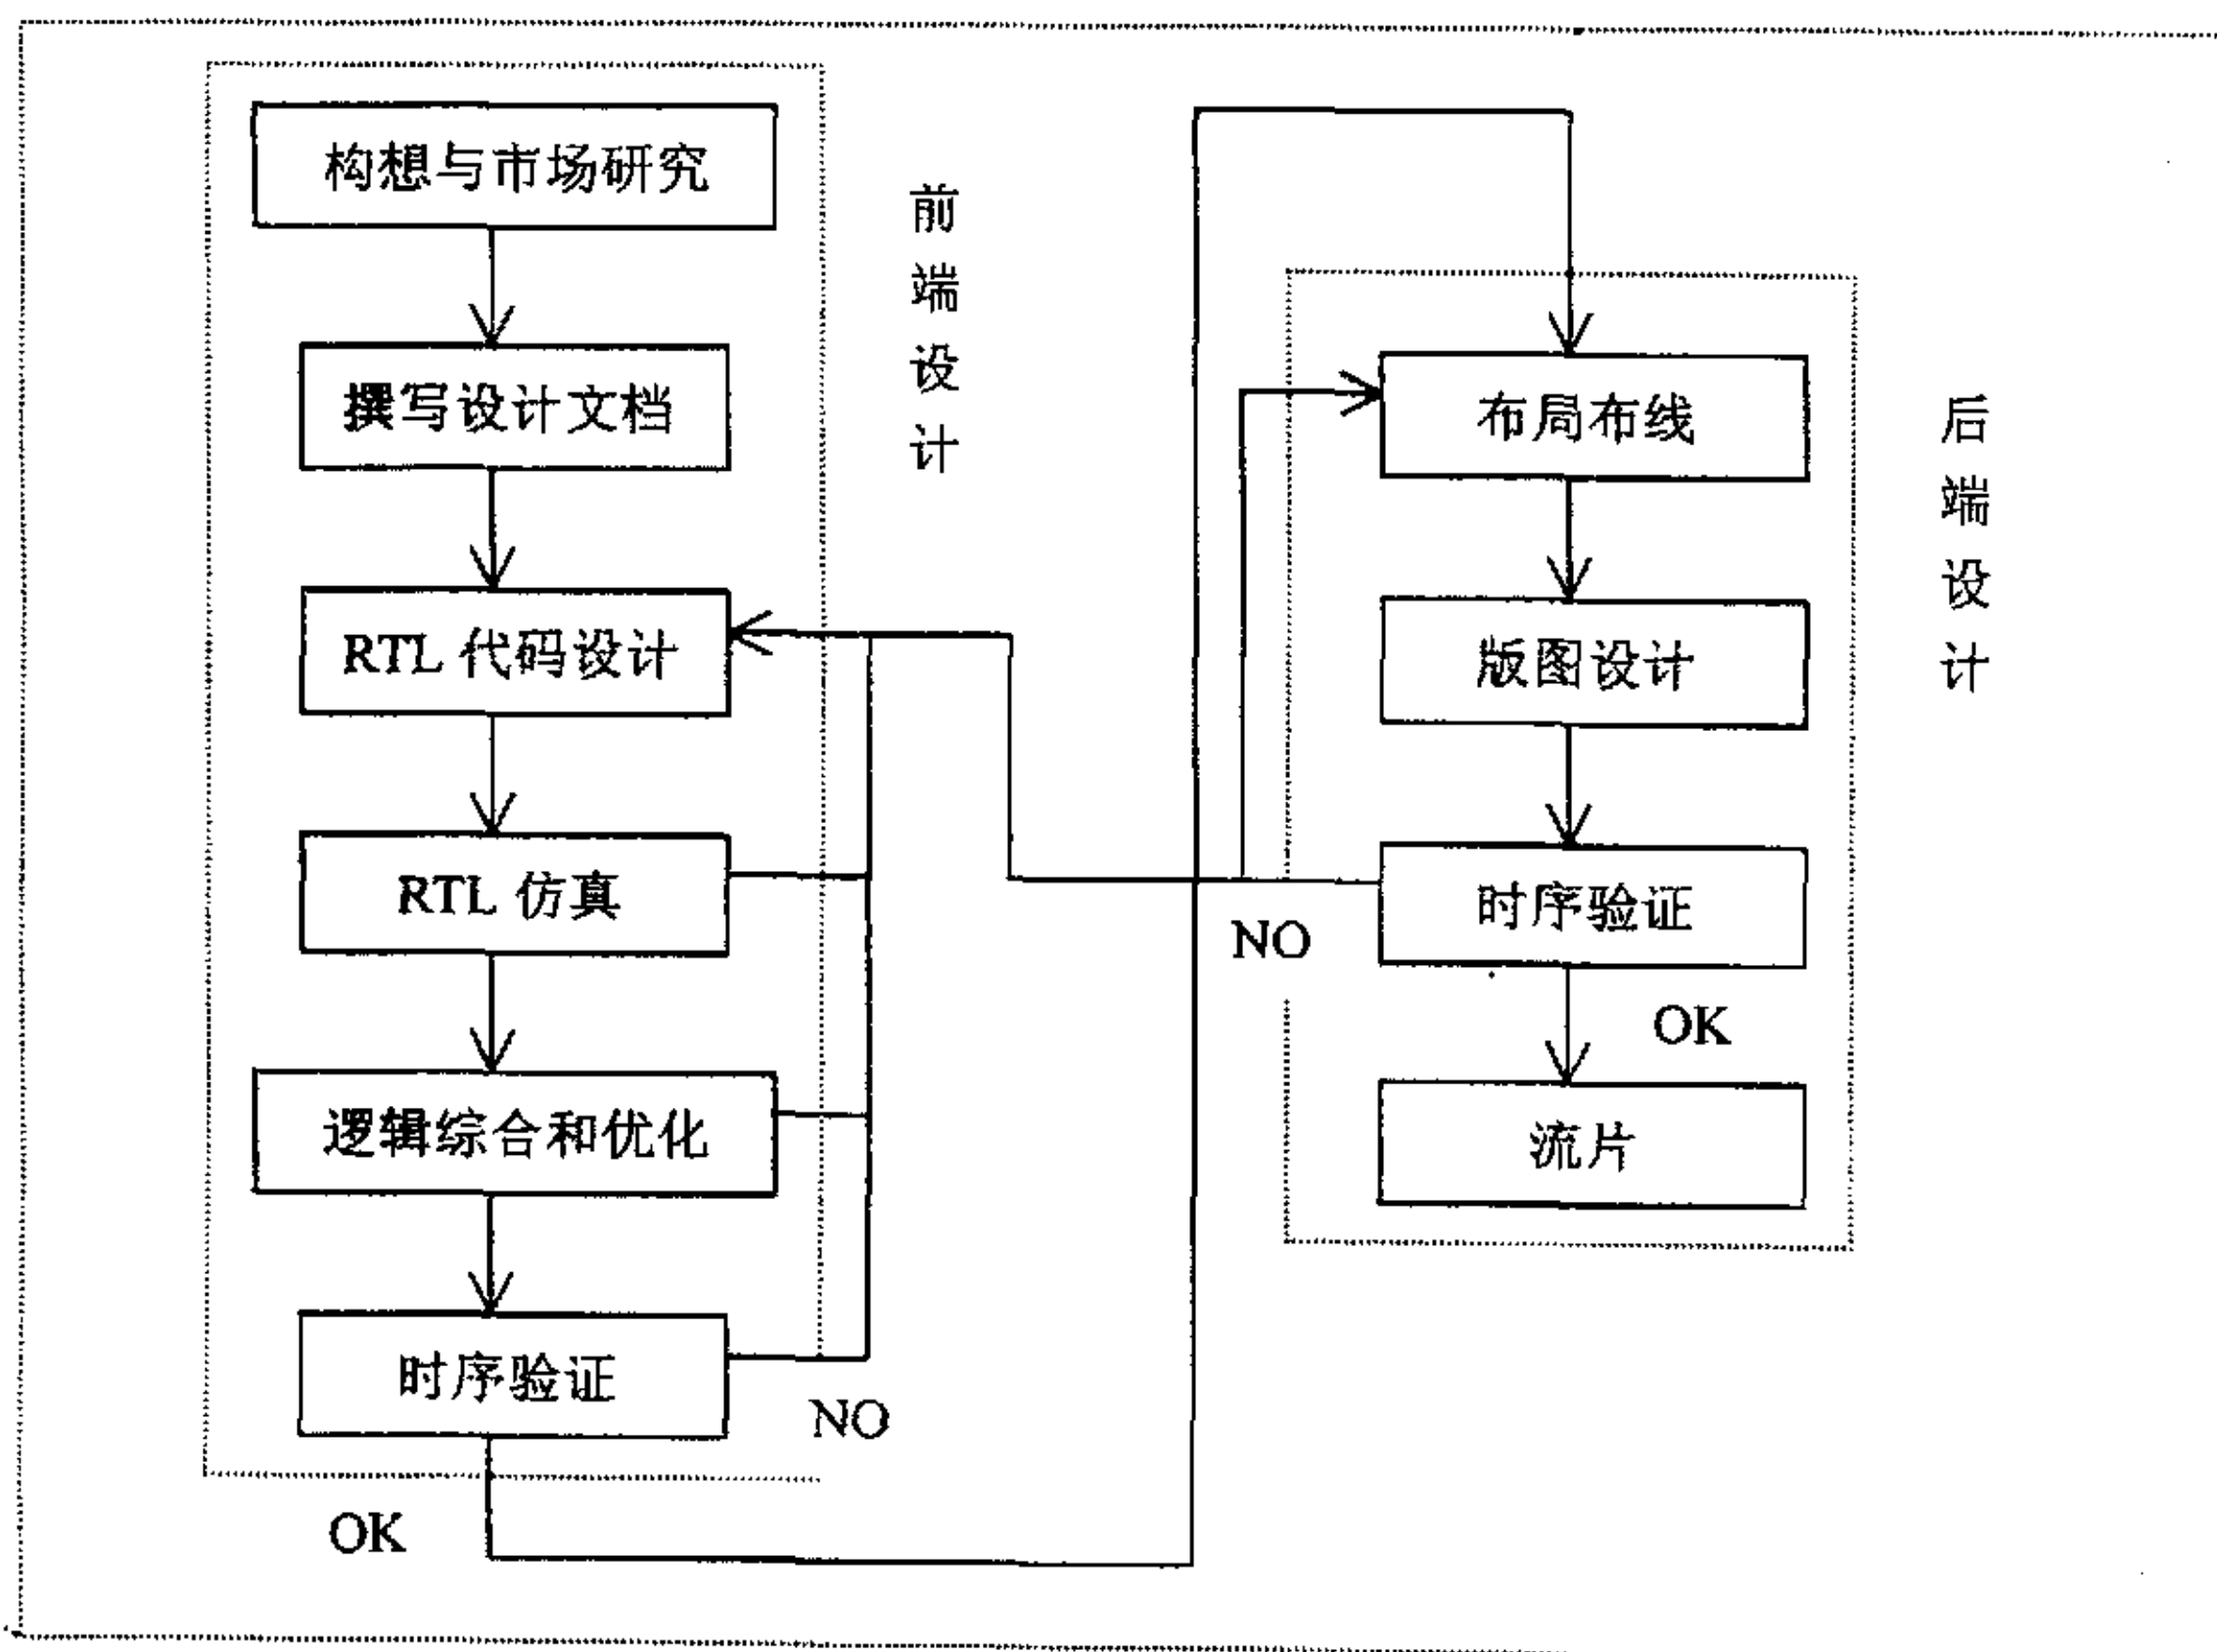 构想与市场研究
撰写设计文档
RTL 代码设计
RTL 仿真
逻辑综合和优化
时序验证
NO
OK
前端设计
布局布线
版图设计
时序验证
NO
OK
流片
后端设计